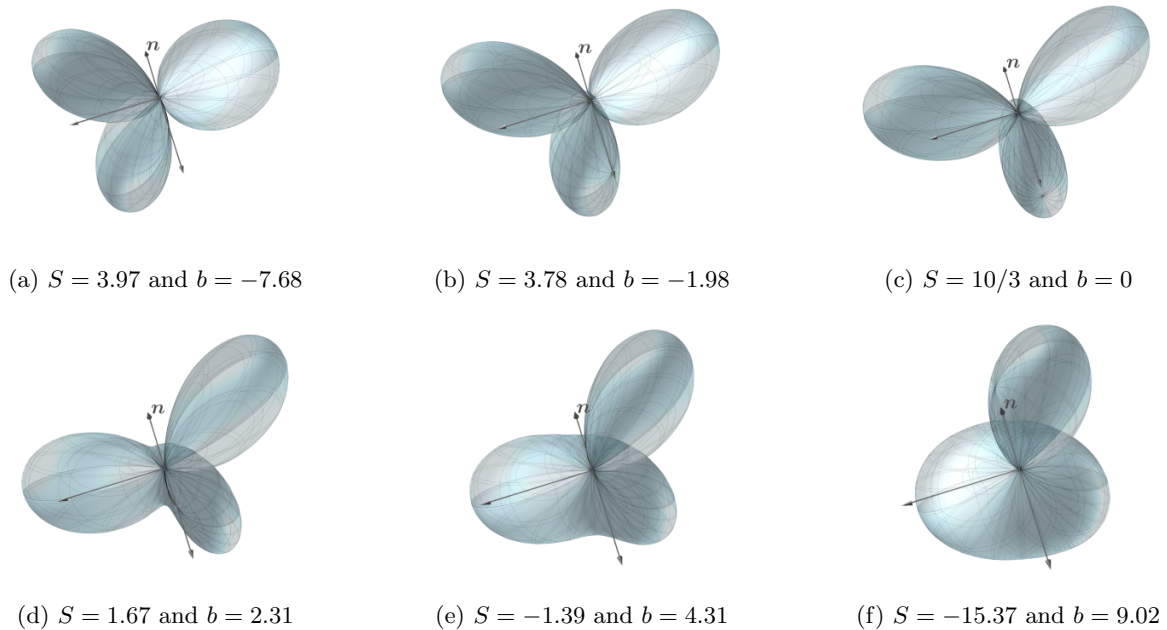 n
n
n
(a) S = 3.97 and b = −7.68
(b) S = 3.78 and b = −1.98
(c) S = 10/3 and b = 0
n
n
n
(d) S = 1.67 and b = 2.31
(e) S = −1.39 and b = 4.31
(f) S = −15.37 and b = 9.02